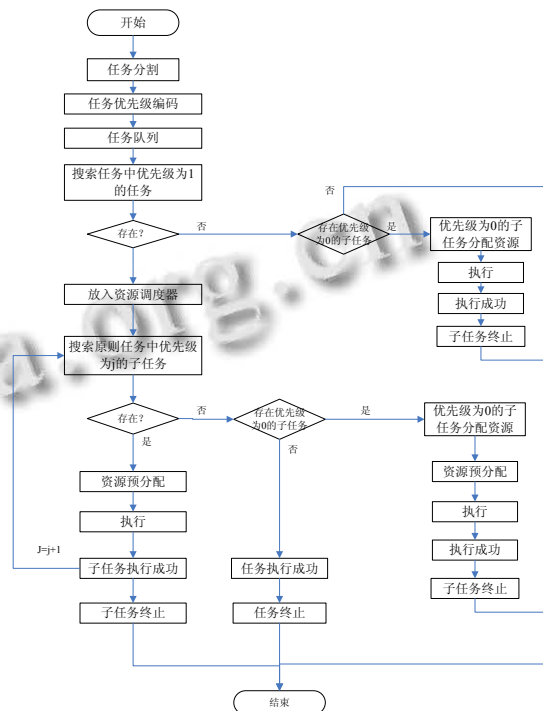 开始
任务分割
任务优先级编码
任务队列
搜索任务中优先级为1
的任务
存在?
否
否
存在优先级
为0的子任务
是
优先级为0的子
任务分配资源
执行
执行成功
子任务终止
放入资源调度器
搜索原则任务中优先级
为j的子任务
存在?
否
是
存在优先级
为0的子任务
是
否
优先级为0的子
任务分配资源
资源预分配
执行
子任务执行成功
J=j+1
子任务终止
任务执行成功
任务终止
资源预分配
执行
执行成功
子任务终止
结束
a.org.cn